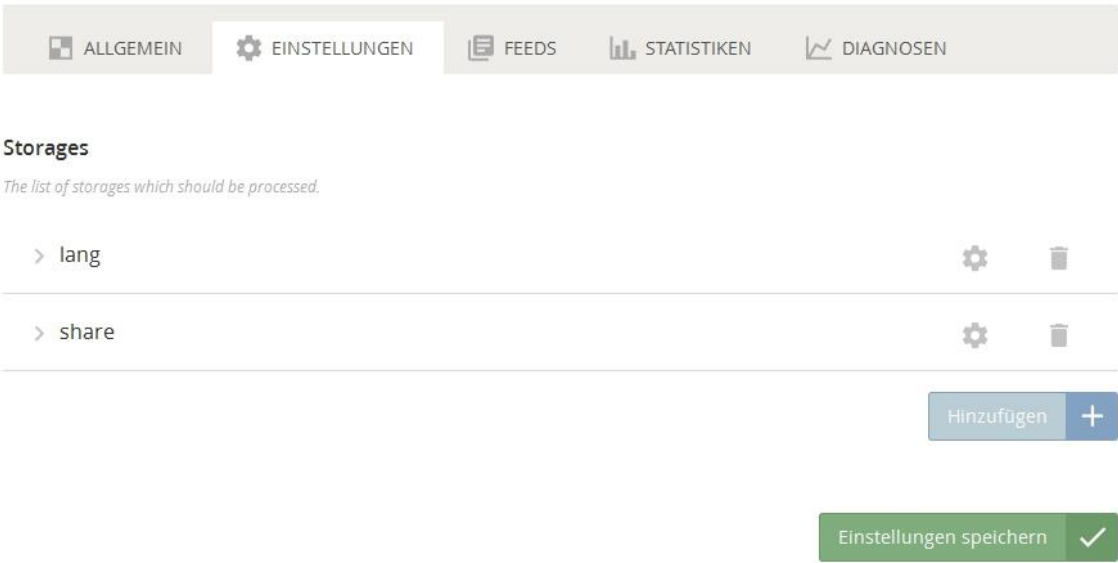 ALLGEMEIN EINSTELLUNGEN FEEDS STATISTIKEN DIAGNOSEN
Storages
The list of storages which should be processed.
lang
share
Hinzufügen
Einstellungen speichern